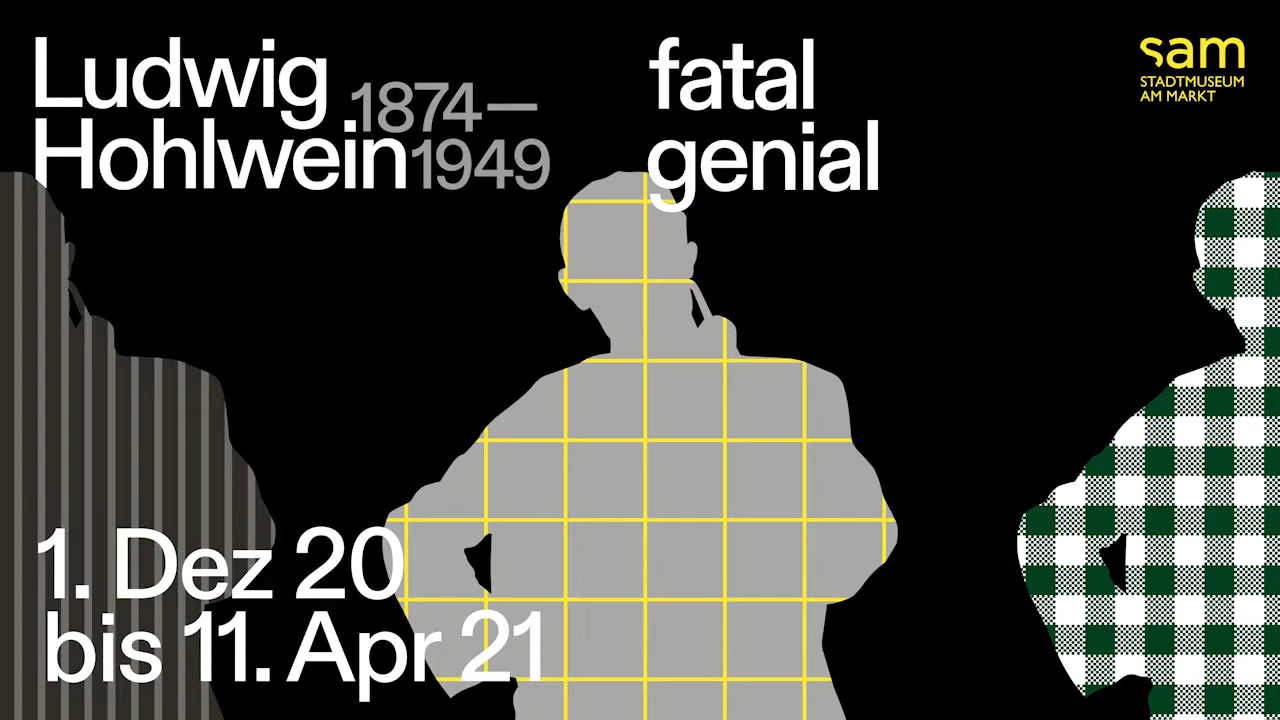 Ludwig
Hohlwein
1874—
1949
fatal
genial
sam
STADTMUSEUM
AM MARKT
1. Dez 20
bis 11. Apr 21